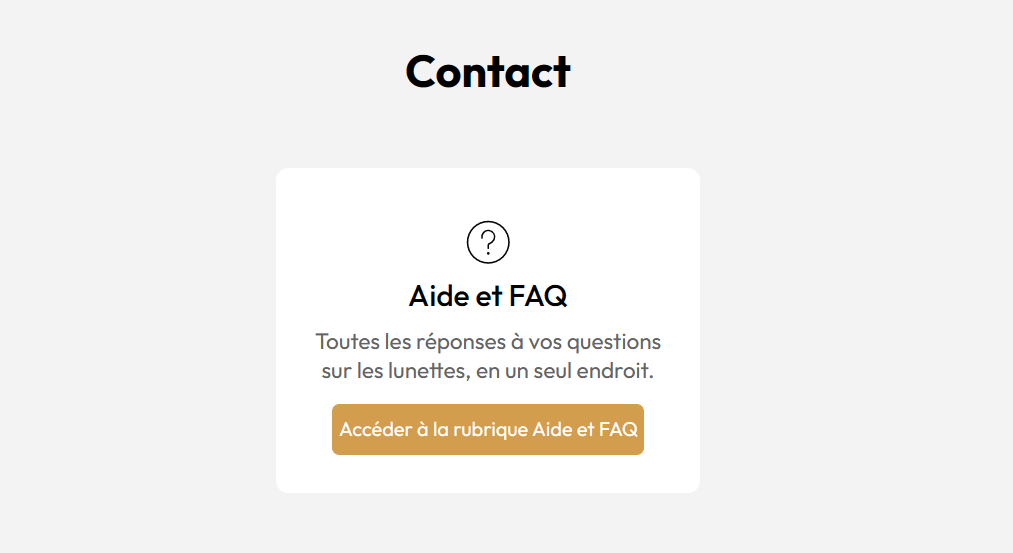 Contact
?
Aide et FAQ
Toutes les réponses à vos questions
sur les lunettes, en un seul endroit.
Accéder à la rubrique Aide et FAQ